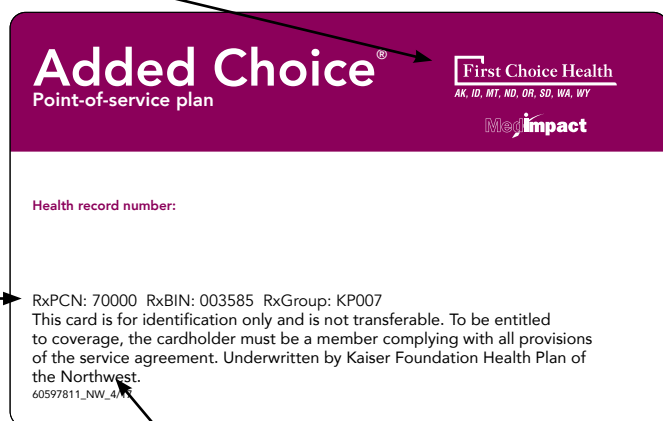 Added Choice®
Point-of-service plan
First Choice Health
AK, ID, MT, ND, OR, SD, WA, WY
MedImpact
Health record number:
RxPCN: 70000 RxBIN: 003585 RxGroup: KP007
This card is for identification only and is not transferable. To be entitled
to coverage, the cardholder must be a member complying with all provisions
of the service agreement. Underwritten by Kaiser Foundation Health Plan of
the Northwest.